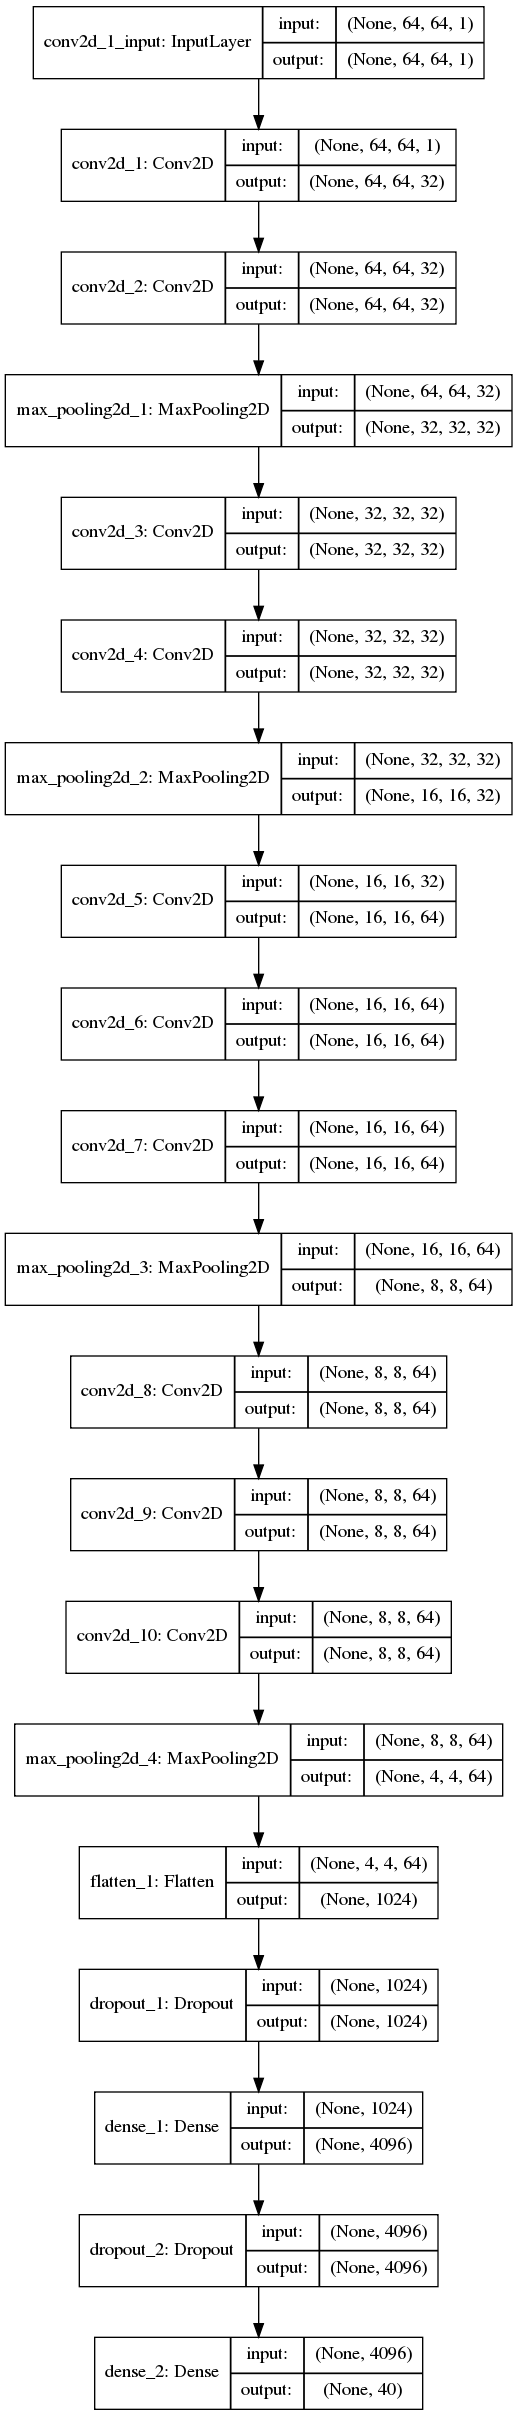 conv2d_1_input: InputLayer
input: (None, 64, 64, 1)
output: (None, 64, 64, 1)
conv2d_1: Conv2D
input: (None, 64, 64, 1)
output: (None, 64, 64, 32)
conv2d_2: Conv2D
input: (None, 64, 64, 32)
output: (None, 64, 64, 32)
max_pooling2d_1: MaxPooling2D
input: (None, 64, 64, 32)
output: (None, 32, 32, 32)
conv2d_3: Conv2D
input: (None, 32, 32, 32)
output: (None, 32, 32, 32)
conv2d_4: Conv2D
input: (None, 32, 32, 32)
output: (None, 32, 32, 32)
max_pooling2d_2: MaxPooling2D
input: (None, 32, 32, 32)
output: (None, 16, 16, 32)
conv2d_5: Conv2D
input: (None, 16, 16, 32)
output: (None, 16, 16, 64)
conv2d_6: Conv2D
input: (None, 16, 16, 64)
output: (None, 16, 16, 64)
conv2d_7: Conv2D
input: (None, 16, 16, 64)
output: (None, 16, 16, 64)
max_pooling2d_3: MaxPooling2D
input: (None, 16, 16, 64)
output: (None, 8, 8, 64)
conv2d_8: Conv2D
input: (None, 8, 8, 64)
output: (None, 8, 8, 64)
conv2d_9: Conv2D
input: (None, 8, 8, 64)
output: (None, 8, 8, 64)
conv2d_10: Conv2D
input: (None, 8, 8, 64)
output: (None, 8, 8, 64)
max_pooling2d_4: MaxPooling2D
input: (None, 8, 8, 64)
output: (None, 4, 4, 64)
flatten_1: Flatten
input: (None, 4, 4, 64)
output: (None, 1024)
dropout_1: Dropout
input: (None, 1024)
output: (None, 1024)
dense_1: Dense
input: (None, 1024)
output: (None, 4096)
dropout_2: Dropout
input: (None, 4096)
output: (None, 4096)
dense_2: Dense
input: (None, 4096)
output: (None, 40)